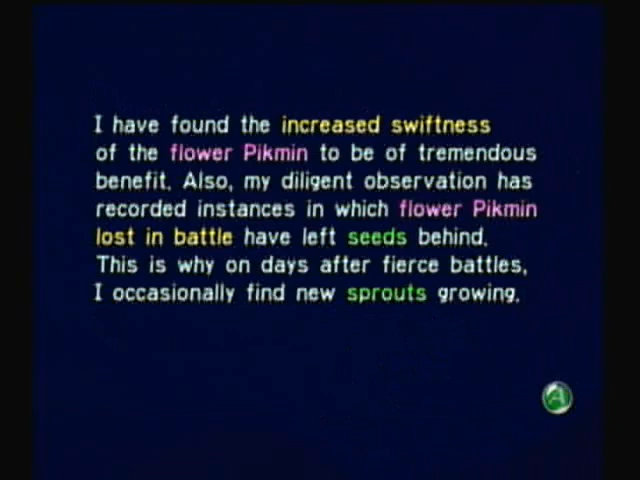 I have found the increased swiftness
of the flower Pikmin to be of tremendous
benefit. Also, my diligent observation has
recorded instances in which flower Pikmin
lost in battle have left seeds behind.
This is why on days after fierce battles,
I occasionally find new sprouts growing.
A